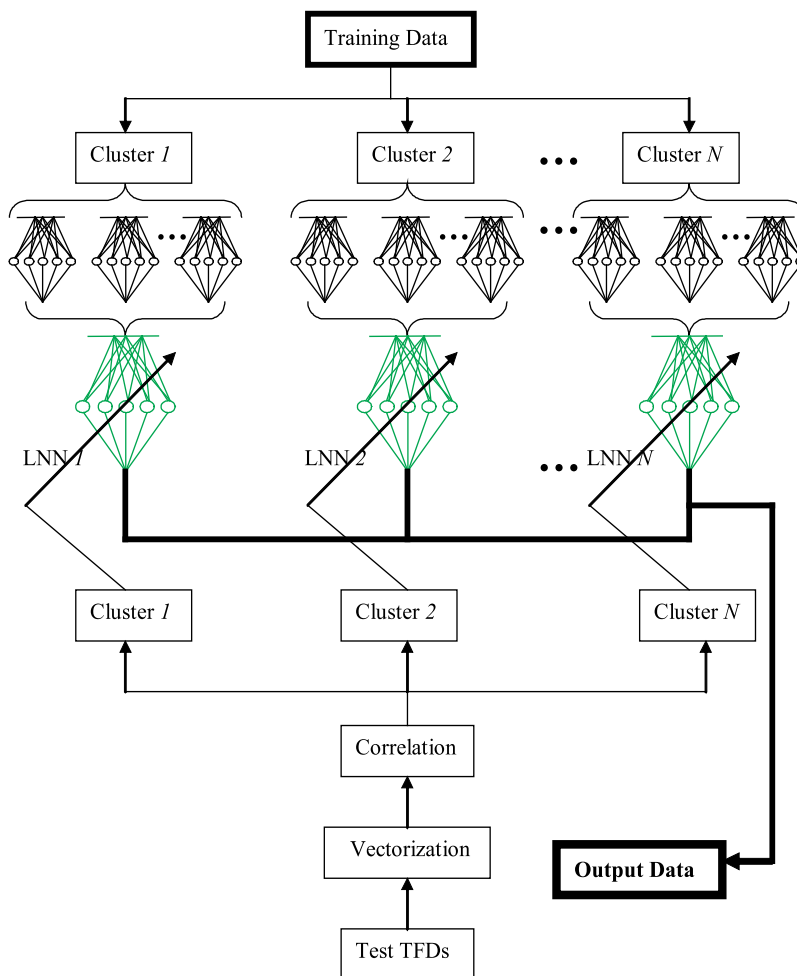 Training Data
Cluster 1
Cluster 2
Cluster N
LNN 1
LNN 2
LNN N
Cluster 1
Cluster 2
Cluster N
Correlation
Vectorization
Output Data
Test TFDs